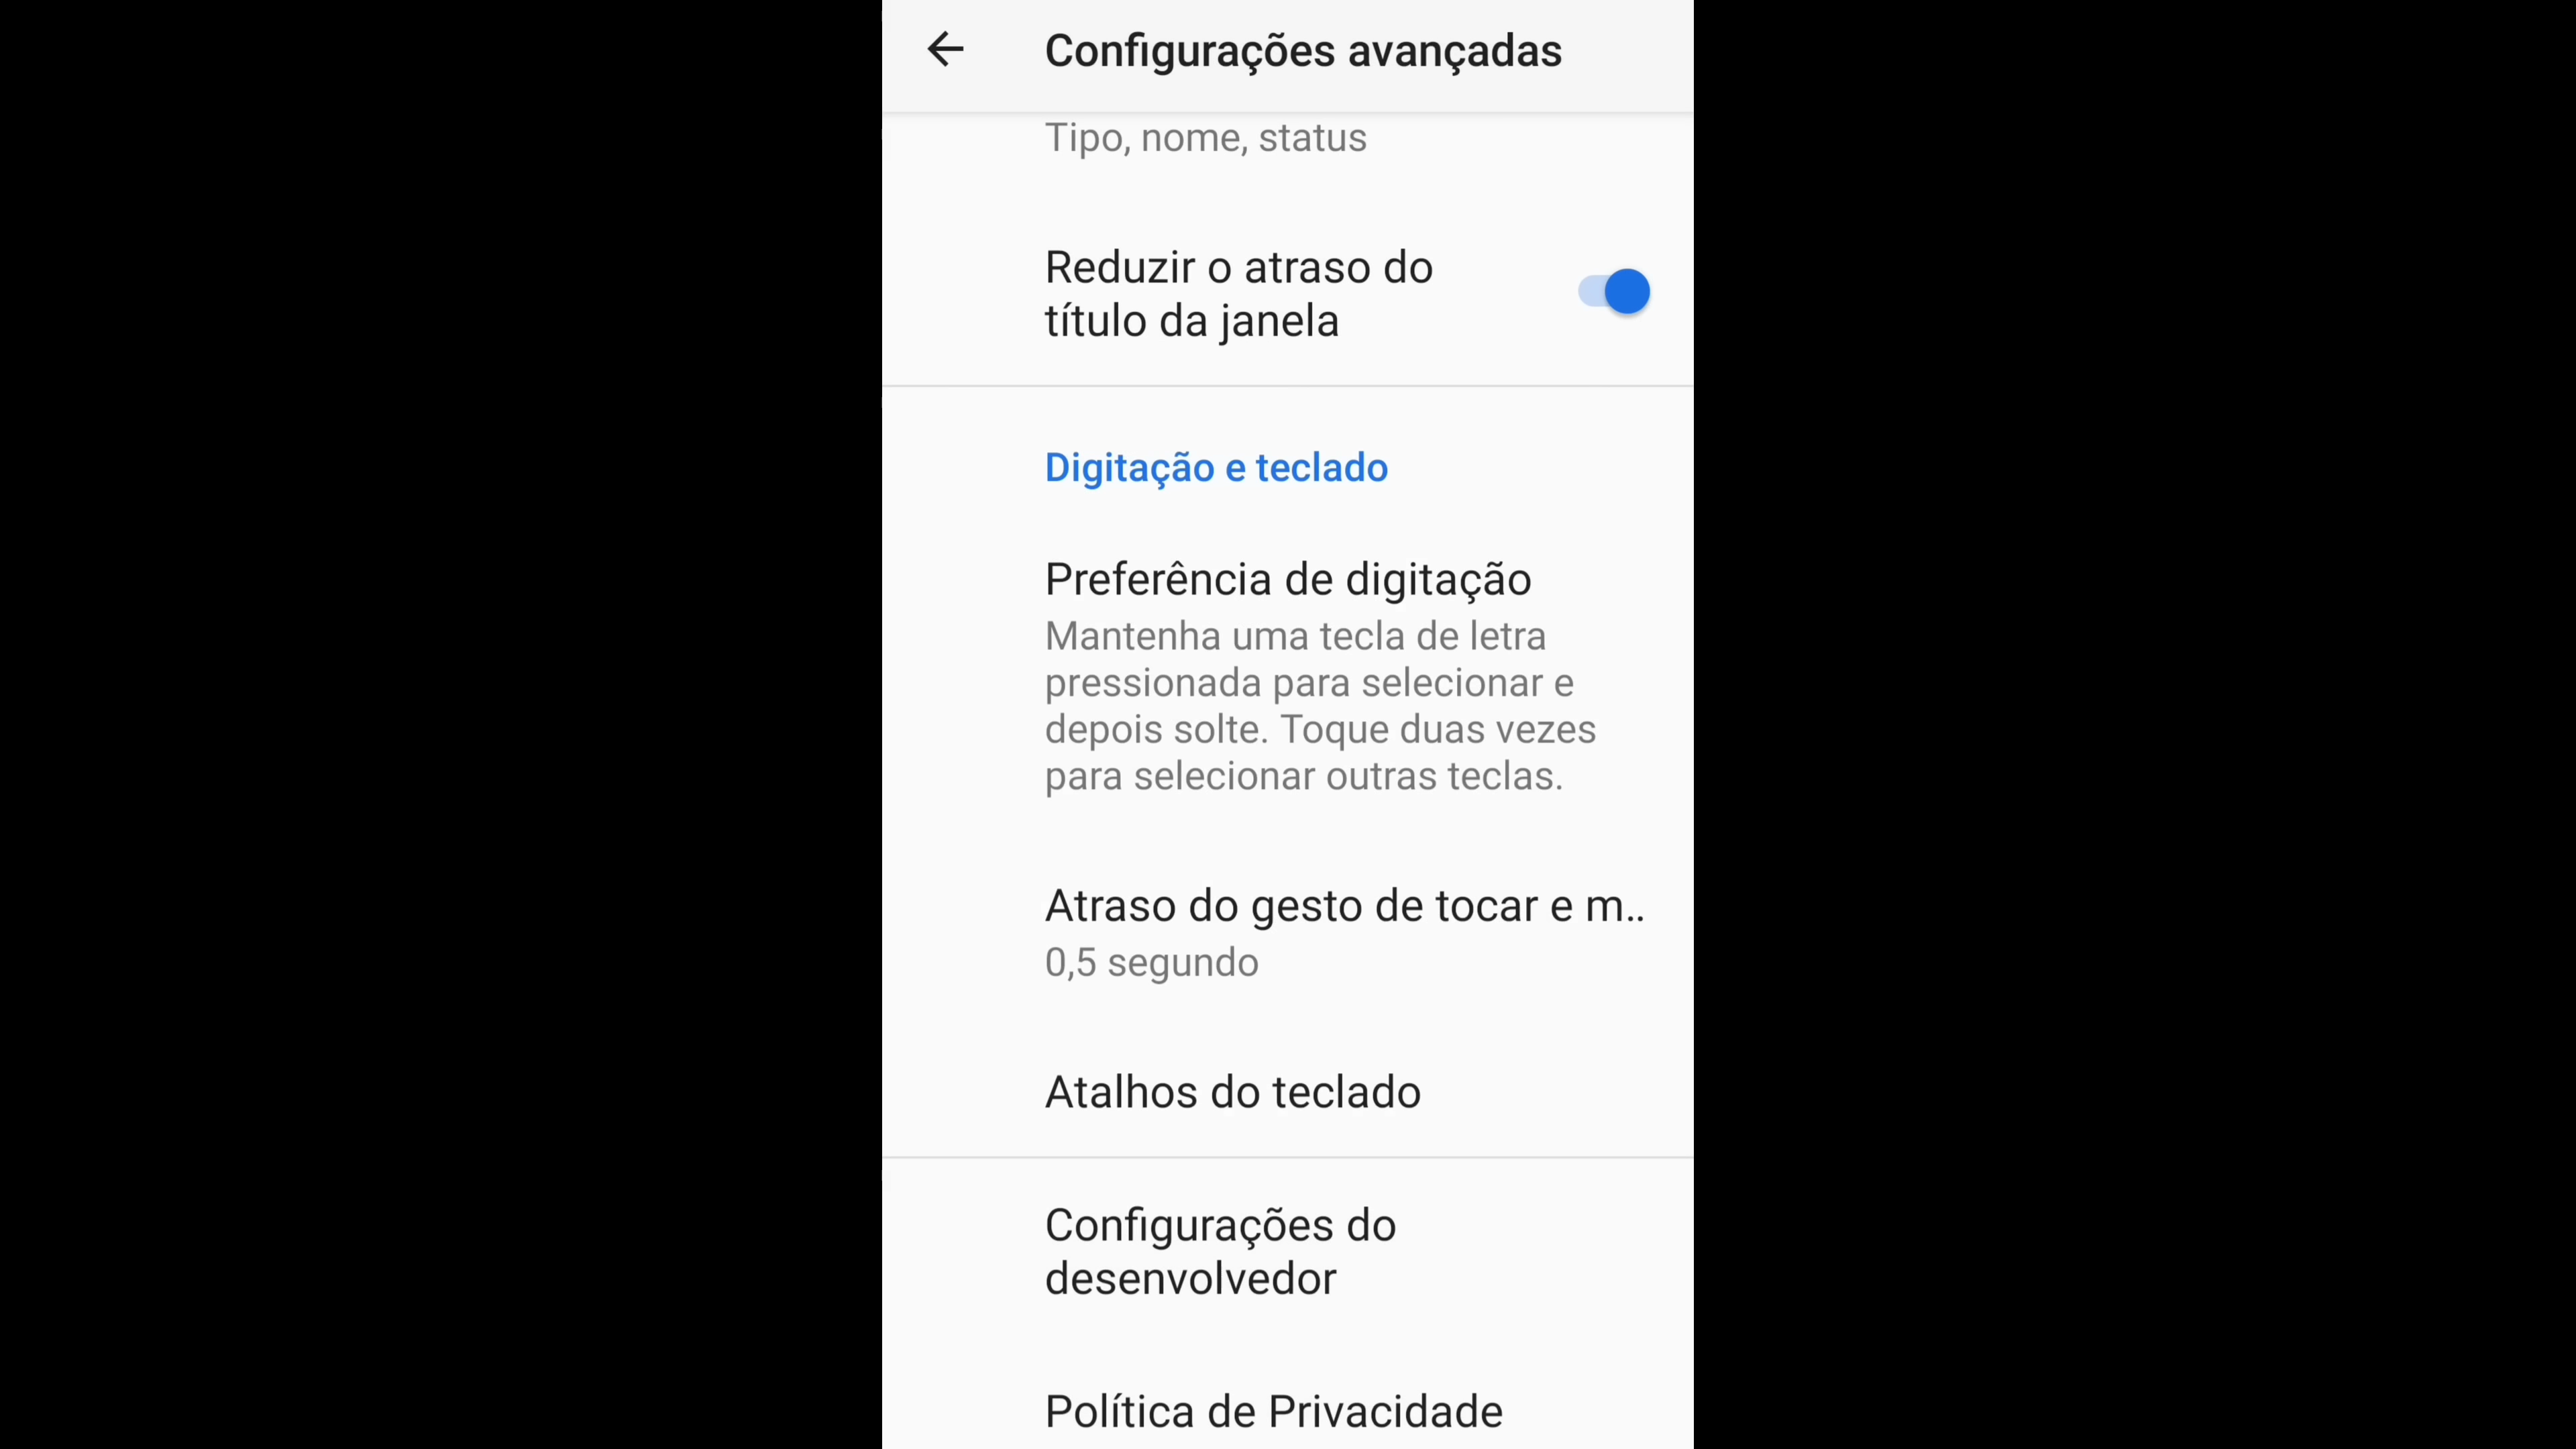 Configurações avançadas
Tipo, nome, status
Reduzir o atraso do
título da janela
Digitação e teclado
Preferência de digitação
Mantenha uma tecla de letra
pressionada para selecionar e
depois solte. Toque duas vezes
para selecionar outras teclas.
Atraso do gesto de tocar e m..
0,5 segundo
Atalhos do teclado
Configurações do
desenvolvedor
Política de Privacidade